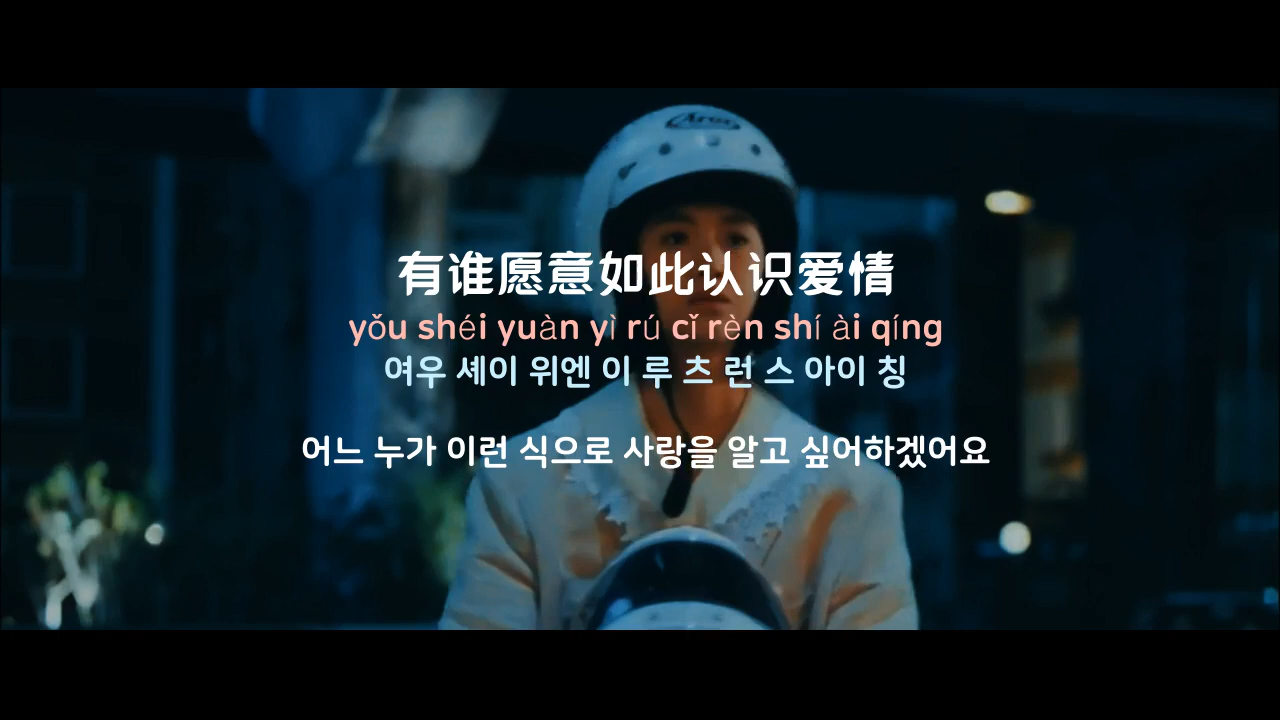 Arai
有谁愿意如此认识爱情
yǒu shéi yuàn yì rú cǐ rèn shí ài qíng
여우 셰이 위엔 이 루 츠 런 스 아이 칭
어느 누가 이런 식으로 사랑을 알고 싶어하겠어요